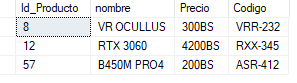 Id_Producto nombre Precio Codigo
8 VR OCULLUS 300BS VRR-232
12 RTX 3060 4200BS RXX-345
57 B450M PRO4 200BS ASR-412